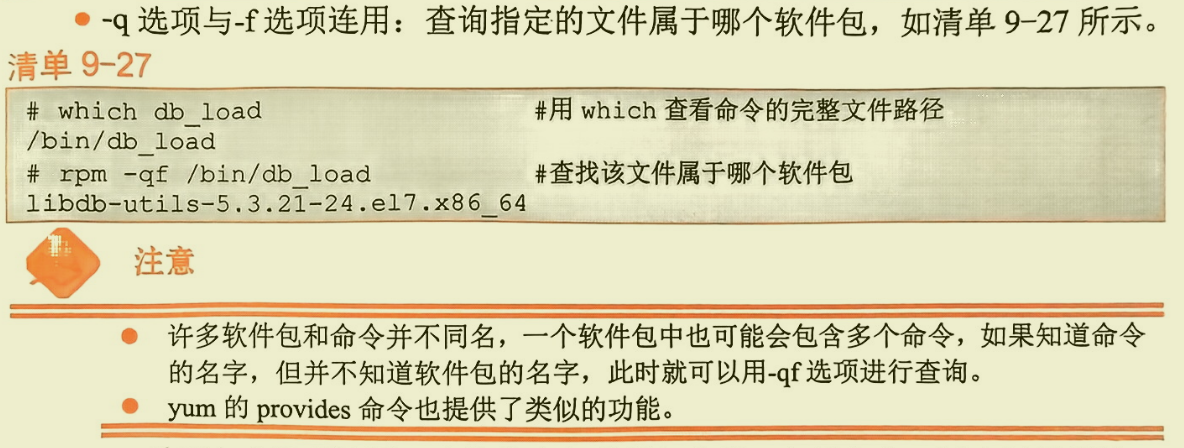 ● -q 选项与-f 选项连用：查询指定的文件属于哪个软件包，如清单 9-27 所示。
清单 9-27
# which db_load #用 which 查看命令的完整文件路径
/bin/db_load
# rpm -qf /bin/db_load #查找该文件属于哪个软件包
libdb-utils-5.3.21-24.el7.x86_64
注意
● 许多软件包和命令并不同名，一个软件包中也可能会包含多个命令，如果知道命令
的名字，但并不知道软件包的名字，此时就可以用-qf 选项进行查询。
● yum 的 provides 命令也提供了类似的功能。